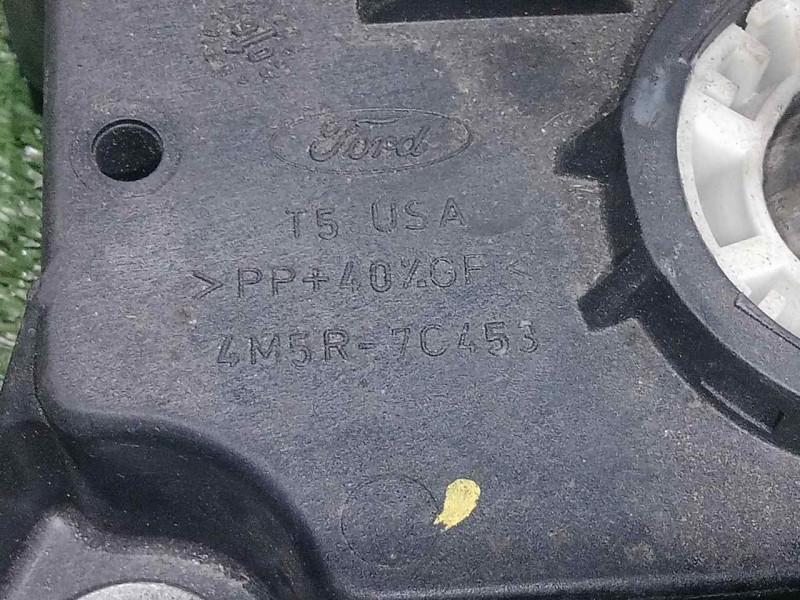 Ford
T5 USA
>PP+40%GF<
4M5R-7C453